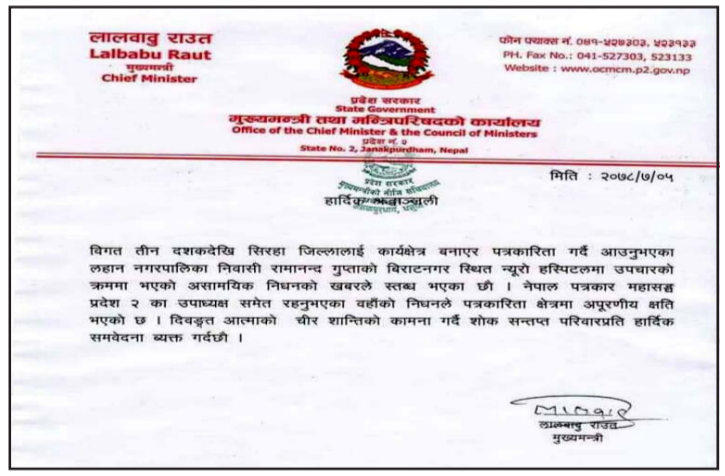 लालवावु राउत
Lalbabu Raut
मुख्यमन्त्री
Chief Minister
फोन फ्याक्स नं. ०४१-५२७३०३, ५२३१३३
PH. Fax No.: 041-527303, 523133
Website : www.ocmcm.p2.gov.np
प्रदेश सरकार
State Government
मुख्यमन्त्री तथा मन्त्रिपरिषदको कार्यालय
Office of the Chief Minister & the Council of Ministers
प्रदेश नं. २
State No. 2, Janakpurdham, Nepal
प्रदेश सरकार
मुख्यमन्त्रीको नीजि सचिवालय
मिति : २०७८/७/०५
हार्दिक श्रद्धाञ्जली
विगत तीन दशकदेखि सिरहा जिल्लालाई कार्यक्षेत्र बनाएर पत्रकारिता गर्दै आउनुभएका
लहान नगरपालिका निवासी रामानन्द गुप्ताको बिराटनगर स्थित न्यूरो हस्पिटलमा उपचारको
क्रममा भएको असामयिक निधनको खबरले स्तब्ध भएका छौ । नेपाल पत्रकार महासङ्घ
प्रदेश २ का उपाध्यक्ष समेत रहनुभएका वहाँको निधनले पत्रकारिता क्षेत्रमा अपूरणीय क्षति
भएको छ । दिवङ्गत आत्माको चीर शान्तिको कामना गर्दै शोक सन्तप्त परिवारप्रति हार्दिक
समवेदना ब्यक्त गर्दछौ ।
लालबाबु राउत
मुख्यमन्त्री